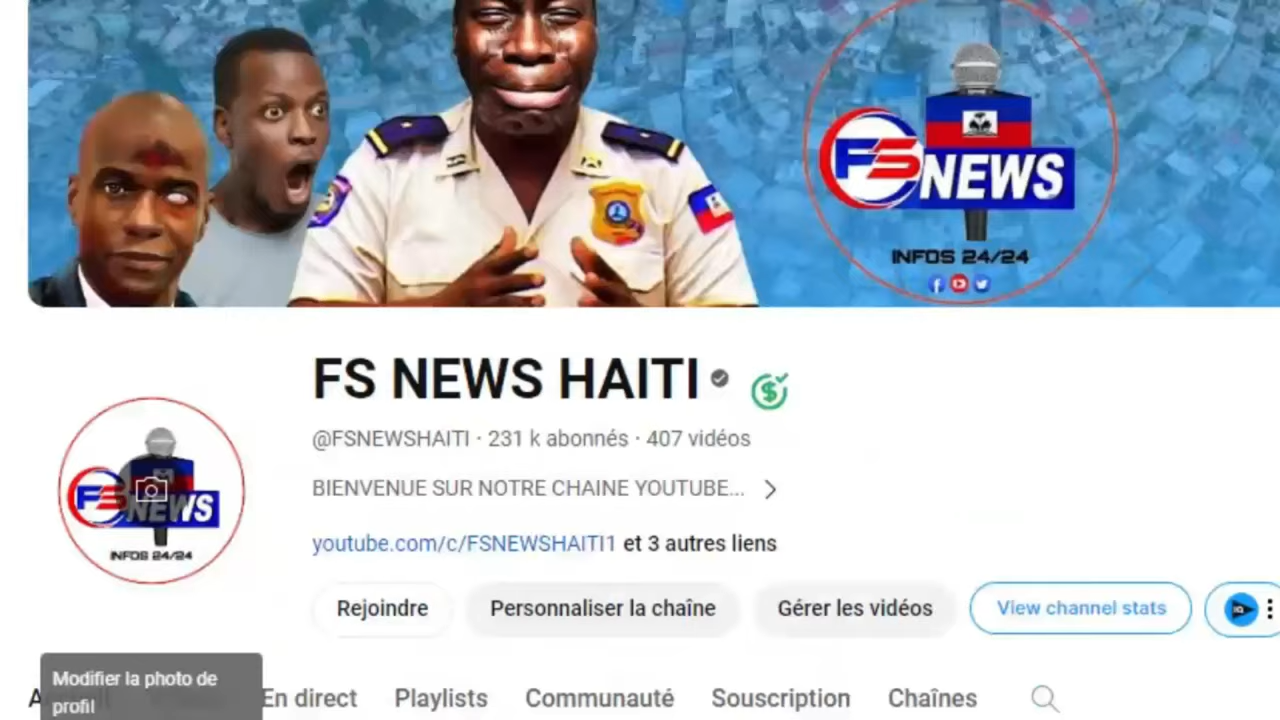 FS
NEWS
INFOS 24/24
FS NEWS HAITI
@FSNEWSHAITI · 231 k abonnés · 407 vidéos
BIENVENUE SUR NOTRE CHAINE YOUTUBE...
youtube.com/c/FSNEWSHAITI1 et 3 autres liens
FS
NEWS
INFOS 24/24
Rejoindre
Personnaliser la chaîne
Gérer les vidéos
View channel stats
Modifier la photo de
profil
En direct
Playlists
Communauté
Souscription
Chaînes